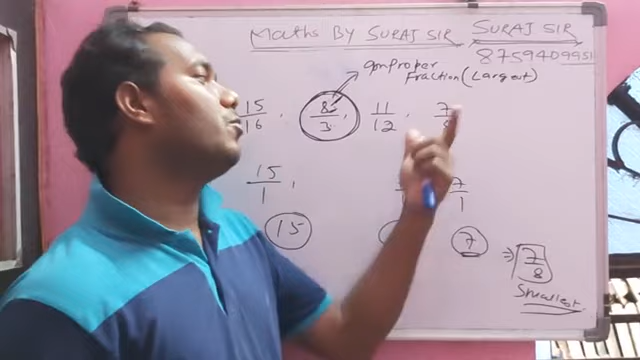 Maths By SURAJ SIR
SURAJ SIR
8759409951
Improper
Fraction (Largest)
15/16, 8/3, 11/12, 7/
15/1, 7/1
15 7
7/8
Smallest